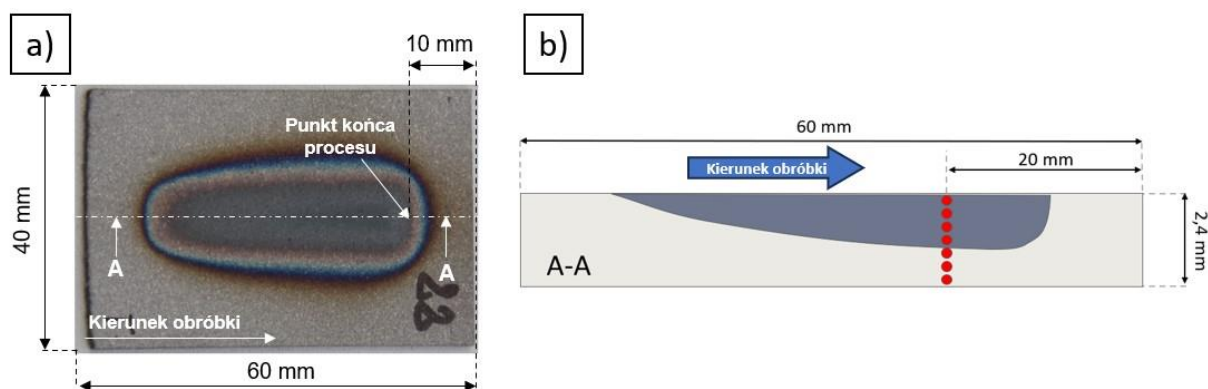 a)
10 mm
Punkt końca
procesu
40 mm
A
A
22
Kierunek obróbki
60 mm
b)
60 mm
20 mm
Kierunek obróbki
2,4 mm
A-A